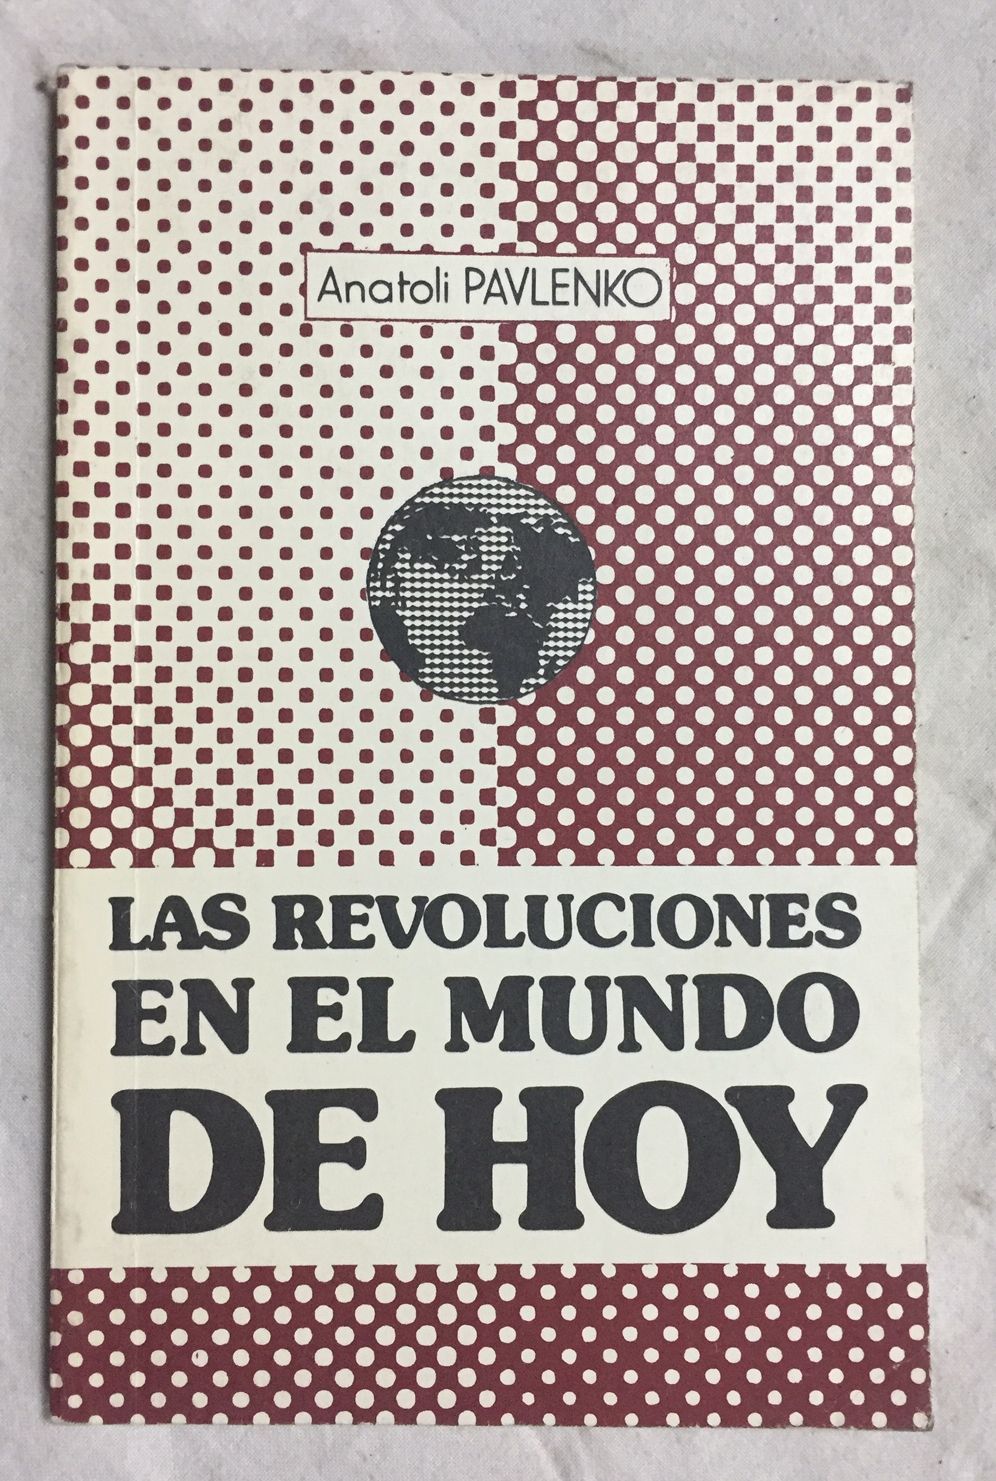 Anatoli PAVLENKO
LAS REVOLUCIONES
EN EL MUNDO
DE HOY